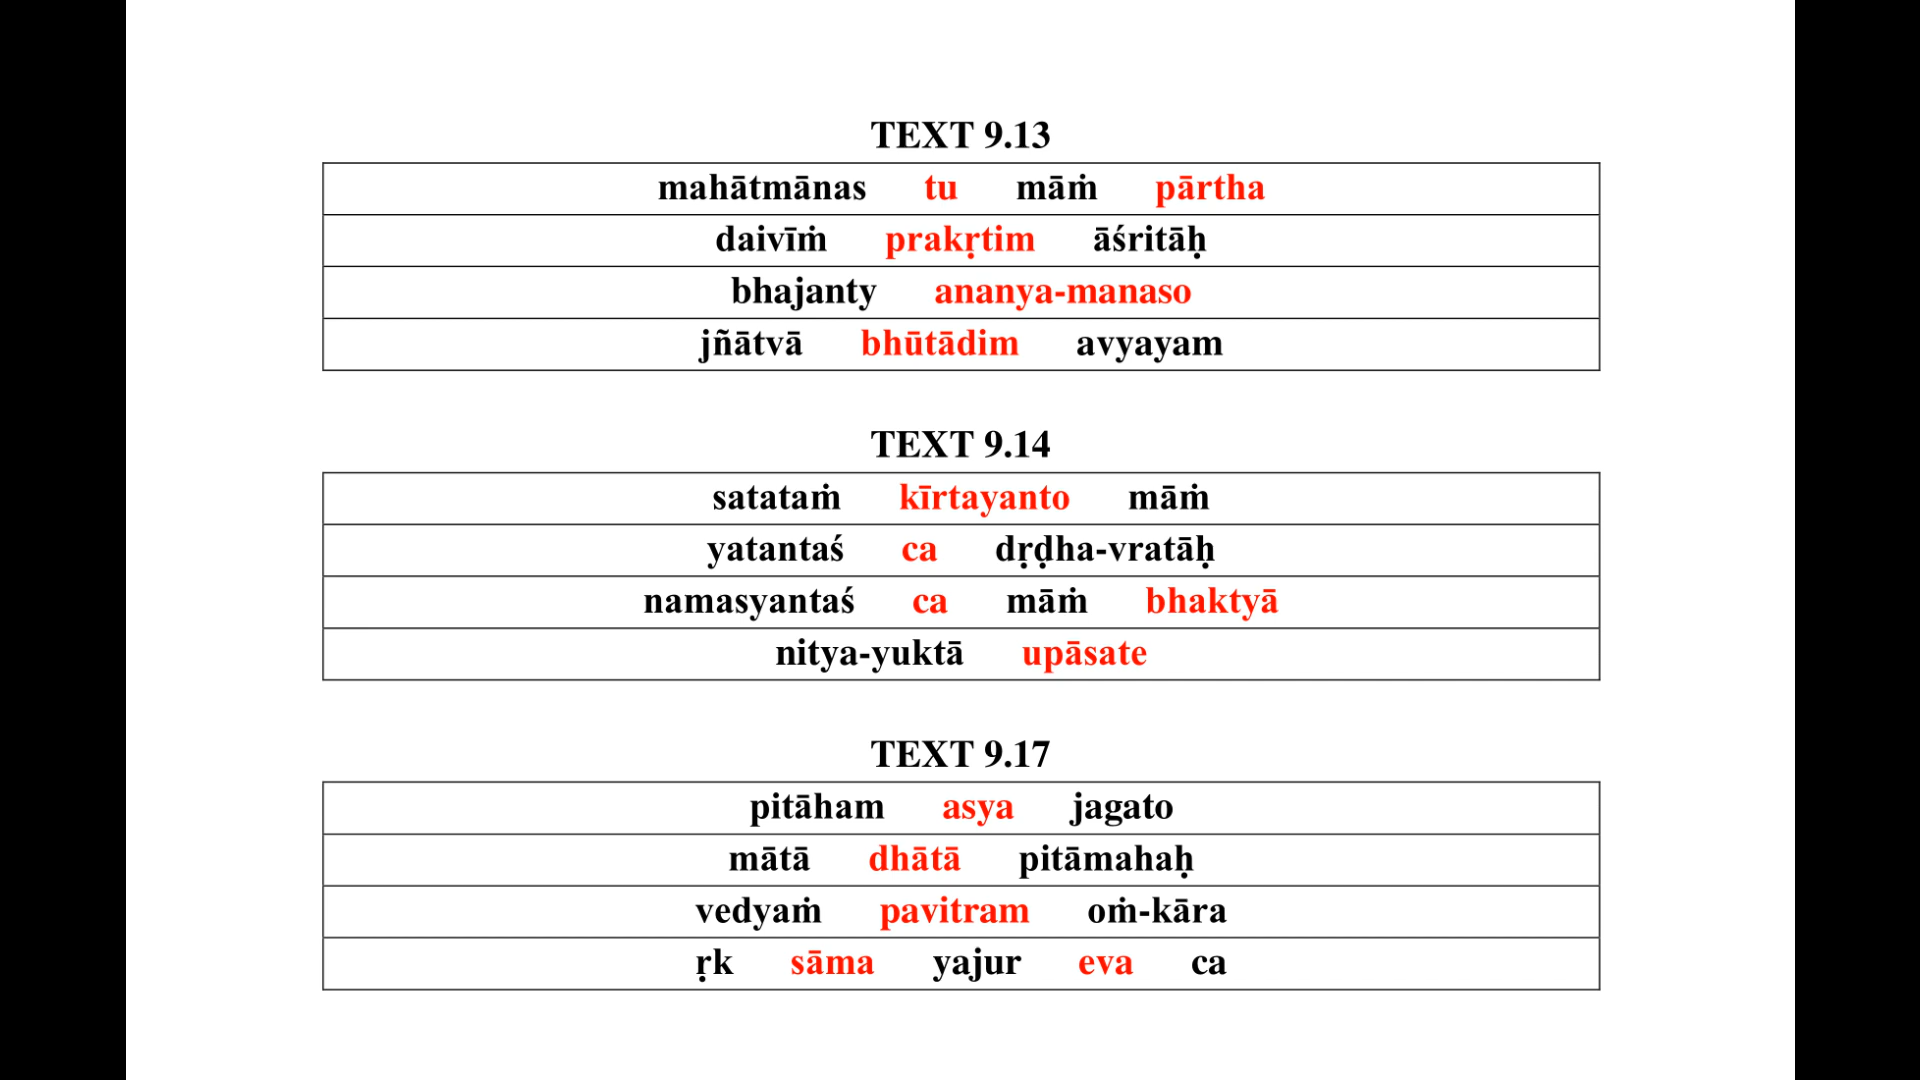 TEXT 9.13
mahātmānas tu māṁ pārtha
daivīṁ prakṛtim āśritāḥ
bhajanty ananya-manaso
jñātvā bhūtādim avyayam
TEXT 9.14
satataṁ kīrtayanto māṁ
yatantaś ca dṛḍha-vratāḥ
namasyantaś ca māṁ bhaktyā
nitya-yuktā upāsate
TEXT 9.17
pitāham asya jagato
mātā dhātā pitāmahaḥ
vedyaṁ pavitram oṁ-kāra
ṛk sāma yajur eva ca